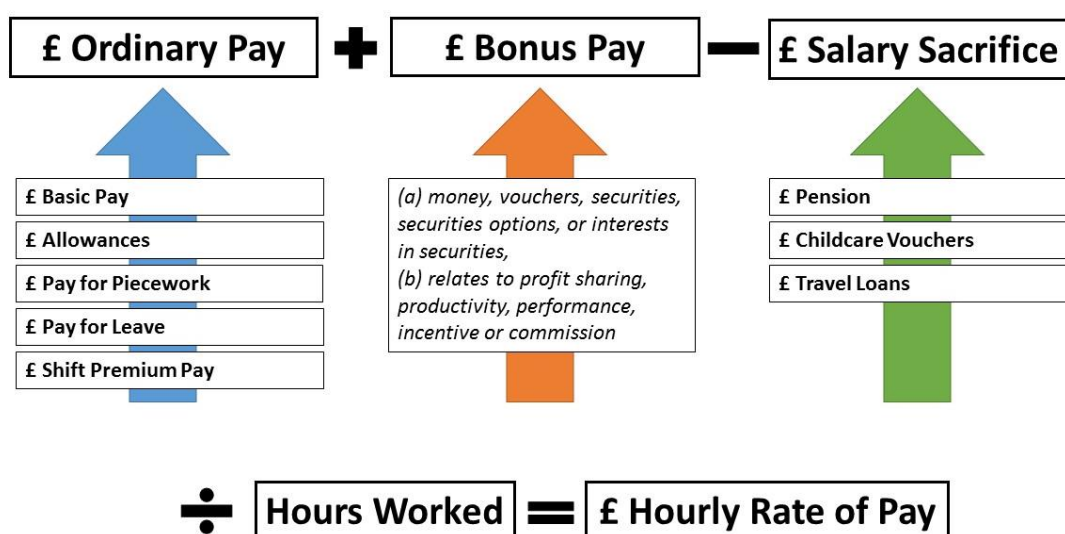 £ Ordinary Pay + £ Bonus Pay − £ Salary Sacrifice
£ Basic Pay
£ Allowances
£ Pay for Piecework
£ Pay for Leave
£ Shift Premium Pay
(a) money, vouchers, securities,
securities options, or interests
in securities,
(b) relates to profit sharing,
productivity, performance,
incentive or commission
£ Pension
£ Childcare Vouchers
£ Travel Loans
÷ Hours Worked = £ Hourly Rate of Pay